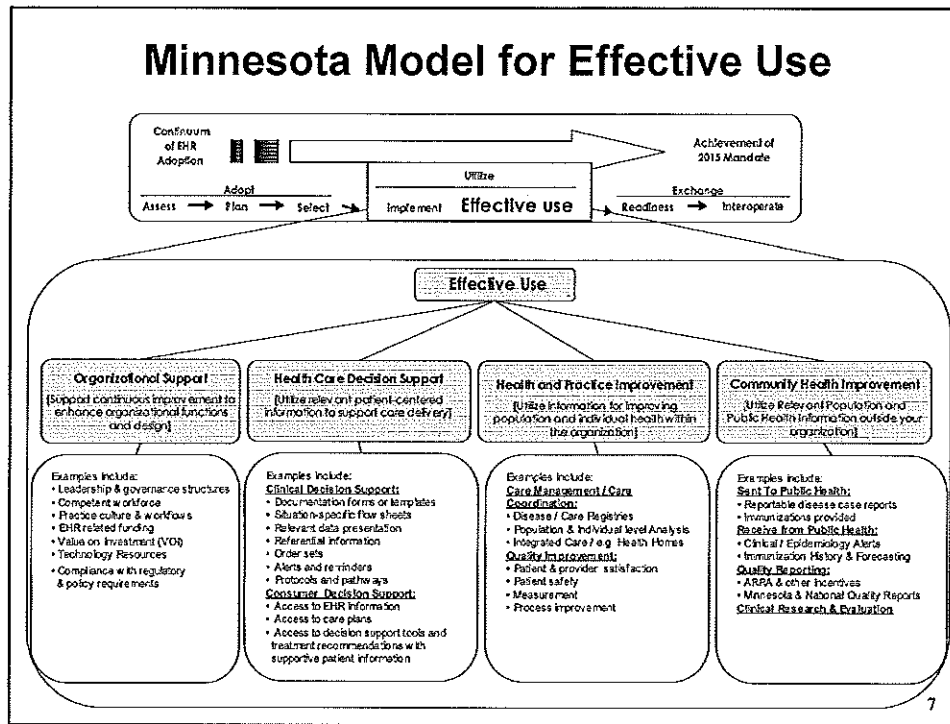 Minnesota Model for Effective Use
Continuum
of EHR
Adoption
Achievement of
2015 Mandate
Adopt
Assess
Plan
Select
Utilize
Implement
Effective use
Exchange
Readiness
Interoperate
Effective Use
Organizational Support
[Support continuous improvement to
enhance organizational functions
and design]
Examples include:
• Leadership & governance structures
• Competent workforce
• Practice culture & workflows
• EHR related funding
• Value on Investment (VOI)
• Technology Resources
• Compliance with regulatory
& policy requirements
Health Care Decision Support
[Utilize relevant patient-centered
information to support care delivery]
Examples include:
Clinical Decision Support:
• Documentation forms or templates
• Situation-specific flow sheets
• Relevant data presentation
• Referential information
• Order sets
• Alerts and reminders
• Protocols and pathways
Consumer Decision Support:
• Access to EHR information
• Access to care plans
• Access to decision support tools and
treatment recommendations with
supportive patient information
Health and Practice Improvement
[Utilize information for improving
population and individual health within
the organization]
Examples include:
Care Management / Care
Coordination:
• Disease / Care Registries
• Population & Individual level Analysis
• Integrated Care / e.g. Health Homes
Quality Improvement:
• Patient & provider satisfaction
• Patient safety
• Measurement
• Process improvement
Community Health Improvement
[Utilize Relevant Population and
Public Health Information outside your
organization]
Examples include:
Sent To Public Health:
• Reportable disease case reports
• Immunizations provided
Receive from Public Health:
• Clinical / Epidemiology Alerts
• Immunization History & Forecasting
Quality Reporting:
• ARRA & other incentives
• Minnesota & National Quality Reports
Clinical Research & Evaluation
7